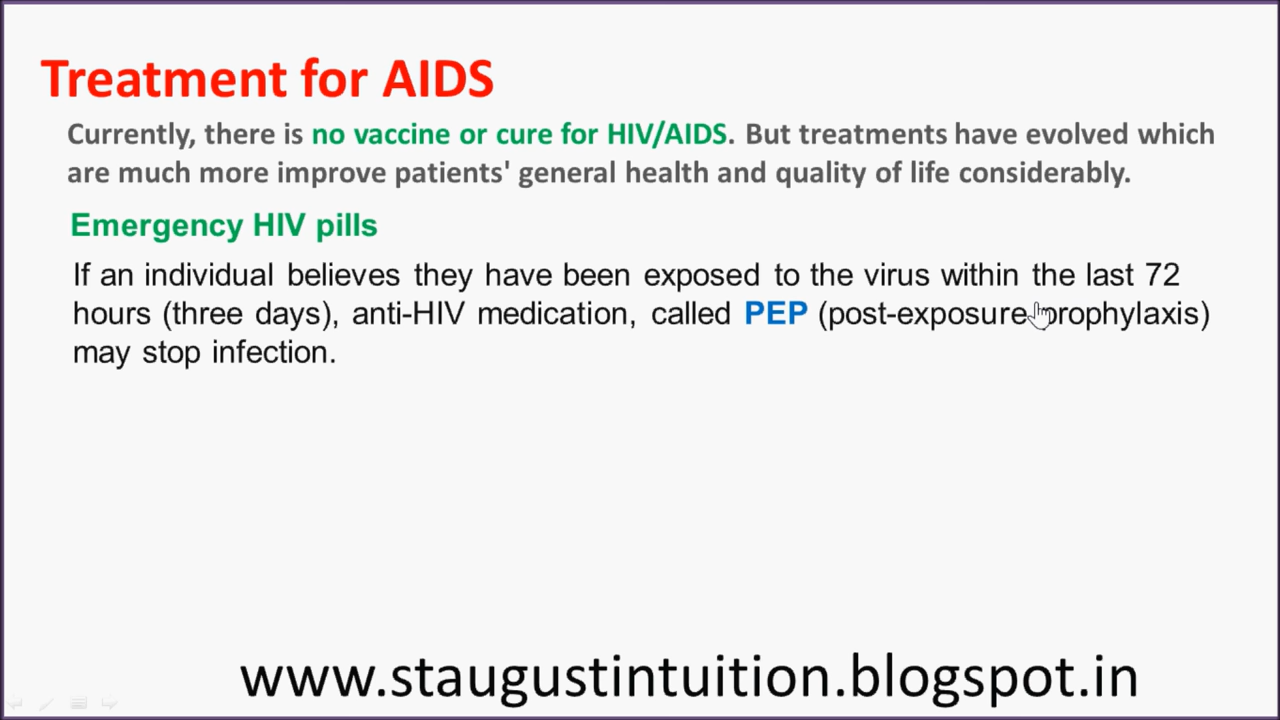 Treatment for AIDS
Currently, there is no vaccine or cure for HIV/AIDS. But treatments have evolved which
are much more improve patients' general health and quality of life considerably.
Emergency HIV pills
If an individual believes they have been exposed to the virus within the last 72
hours (three days), anti-HIV medication, called PEP (post-exposure prophylaxis)
may stop infection.
www.staugustintuition.blogspot.in